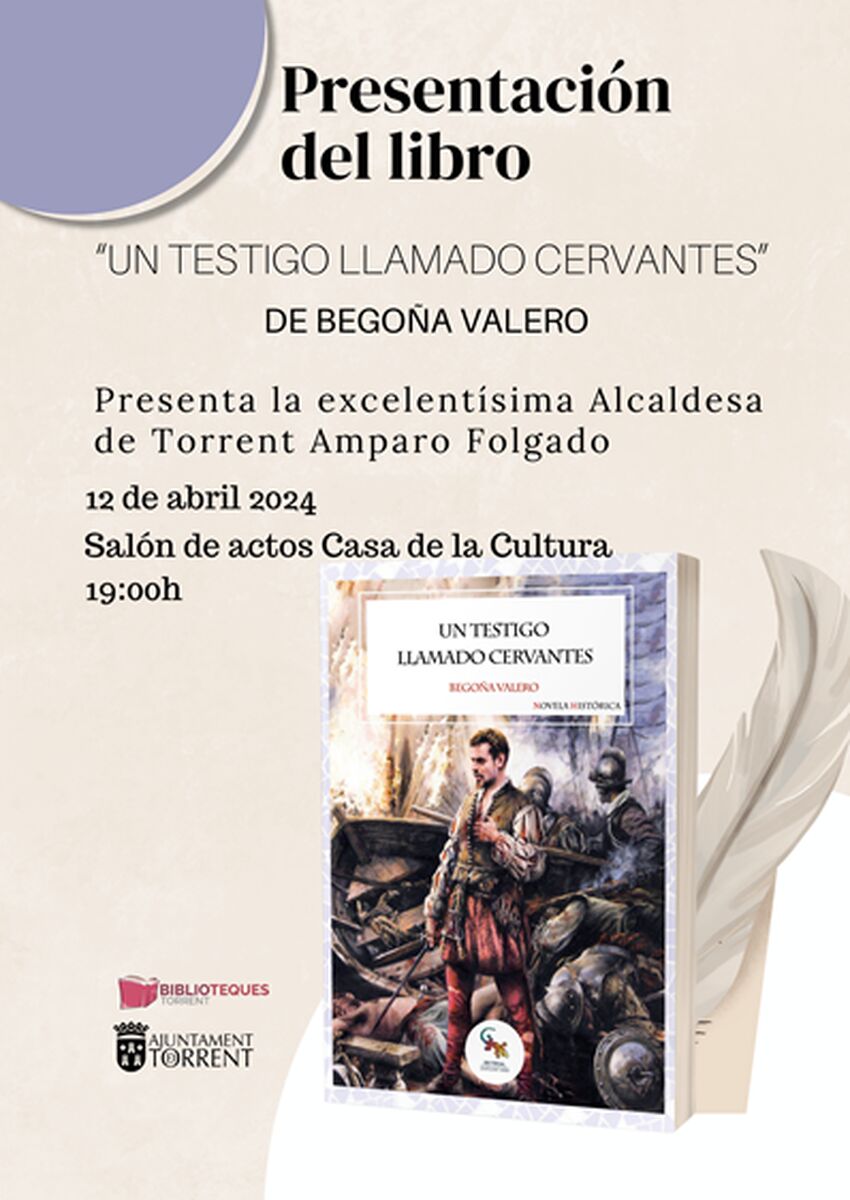 Presentación
del libro
“UN TESTIGO LLAMADO CERVANTES”
DE BEGOÑA VALERO
Presenta la excelentísima Alcaldesa
de Torrent Amparo Folgado
12 de abril 2024
Salón de actos Casa de la Cultura
19:00h
UN TESTIGO
LLAMADO CERVANTES
BEGOÑA VALERO
NOVELA HISTÓRICA
BIBLIOTEQUES
TORRENT
AJUNTAMENT
DE TORRENT